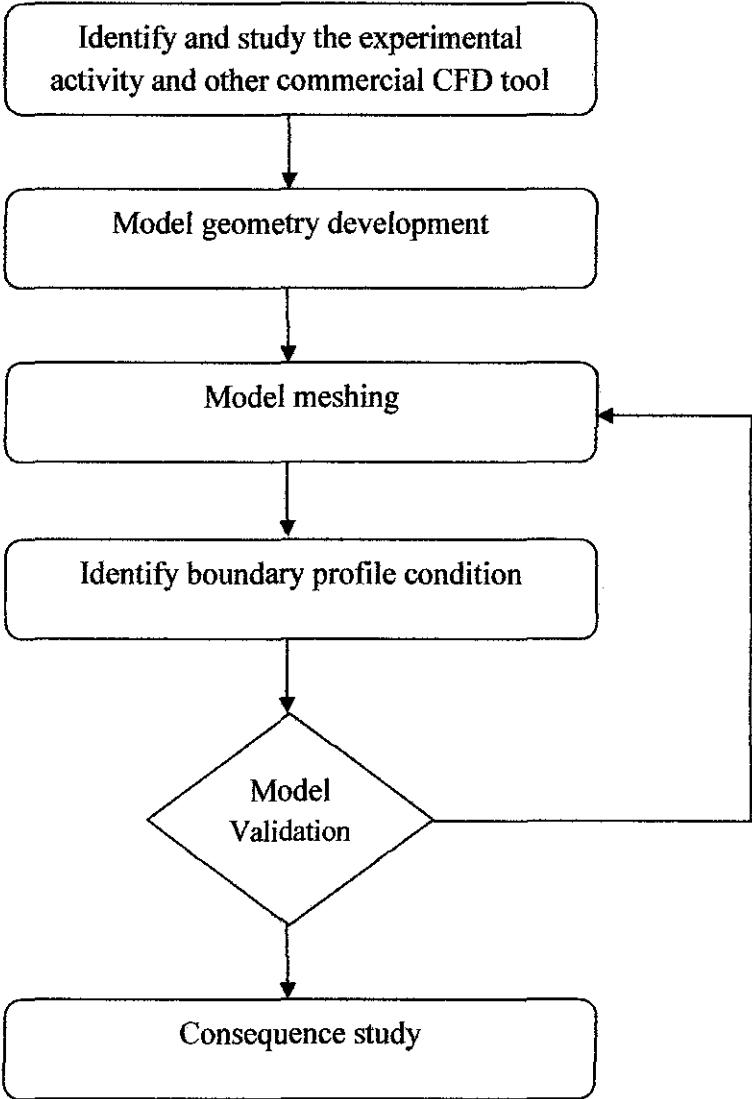 Identify and study the experimental
activity and other commercial CFD tool
Model geometry development
Model meshing
Identify boundary profile condition
Model
Validation
Consequence study